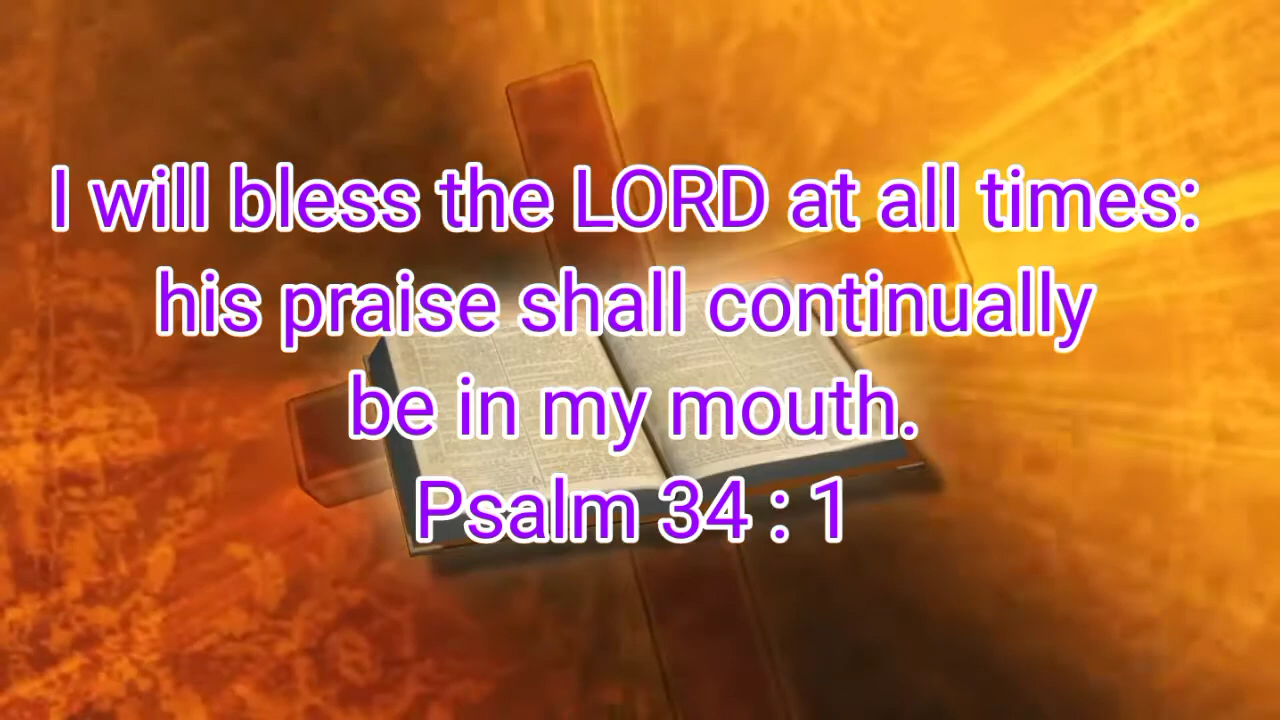 I will bless the LORD at all times:
his praise shall continually
be in my mouth.
Psalm 34 : 1